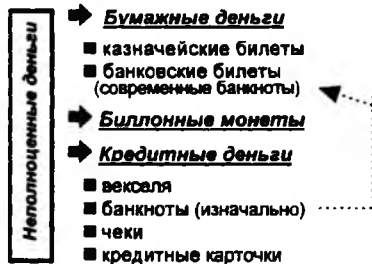 Неполноценные деньги
Бумажные деньги
казначейские билеты
банковские билеты
(современные банкноты)
Биллонные монеты
Кредитные деньги
векселя
банкноты (изначально)
чеки
кредитные карточки